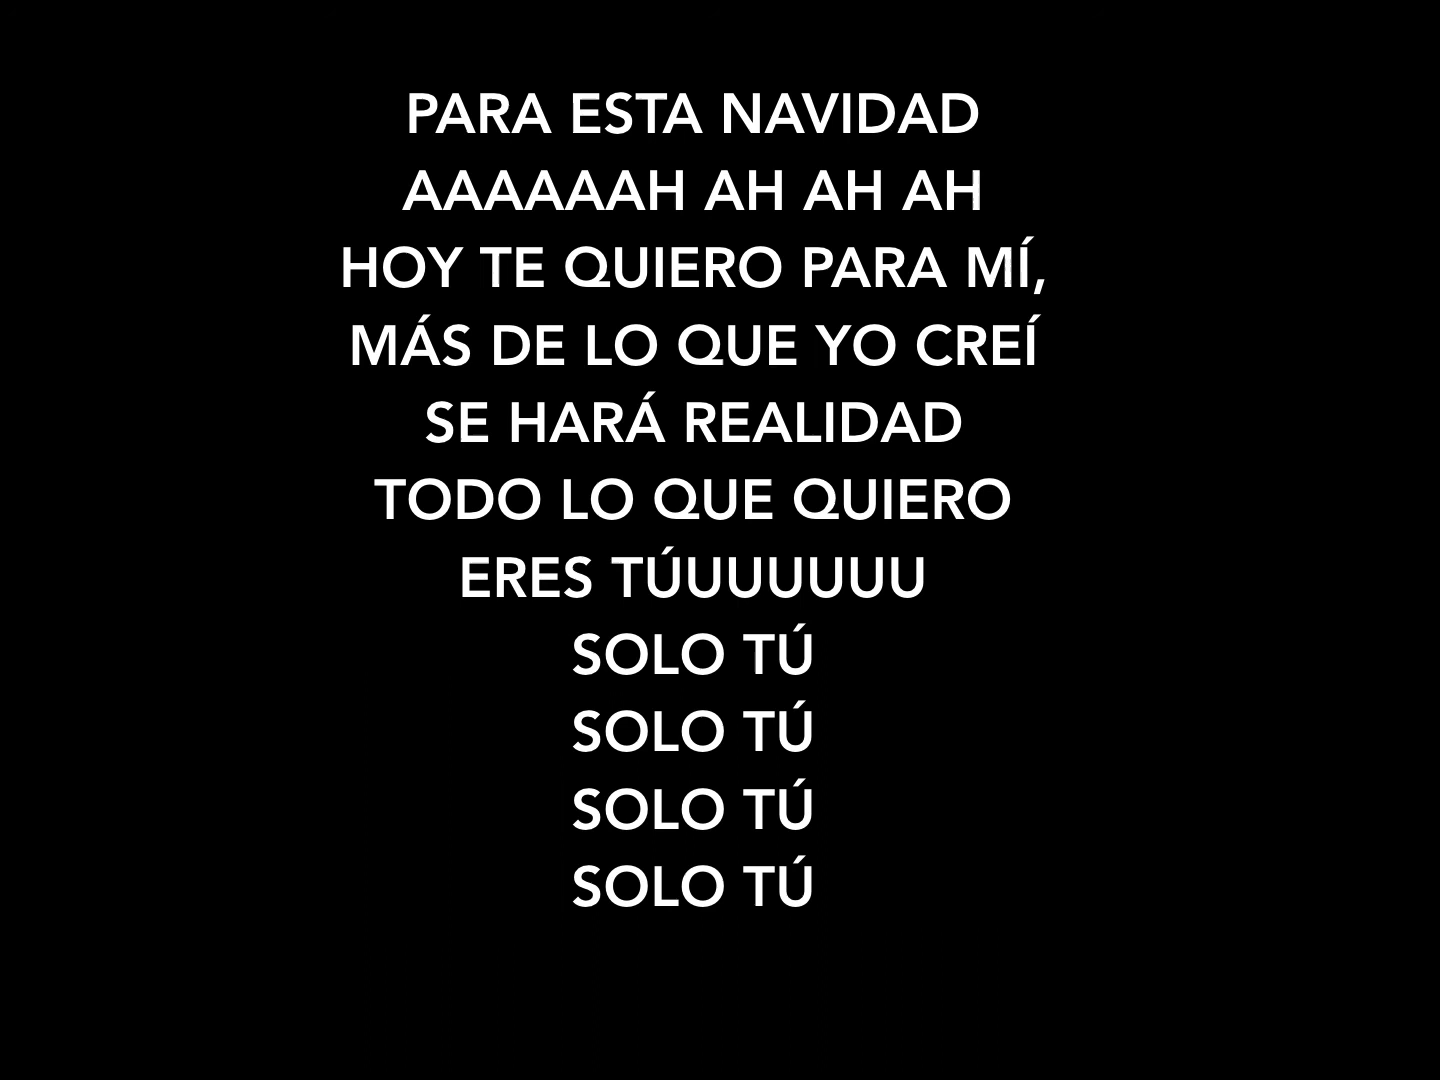 PARA ESTA NAVIDAD
AAAAAAH AH AH AH
HOY TE QUIERO PARA MÍ,
MÁS DE LO QUE YO CREÍ
SE HARÁ REALIDAD
TODO LO QUE QUIERO
ERES TÚUUUUUU
SOLO TÚ
SOLO TÚ
SOLO TÚ
SOLO TÚ